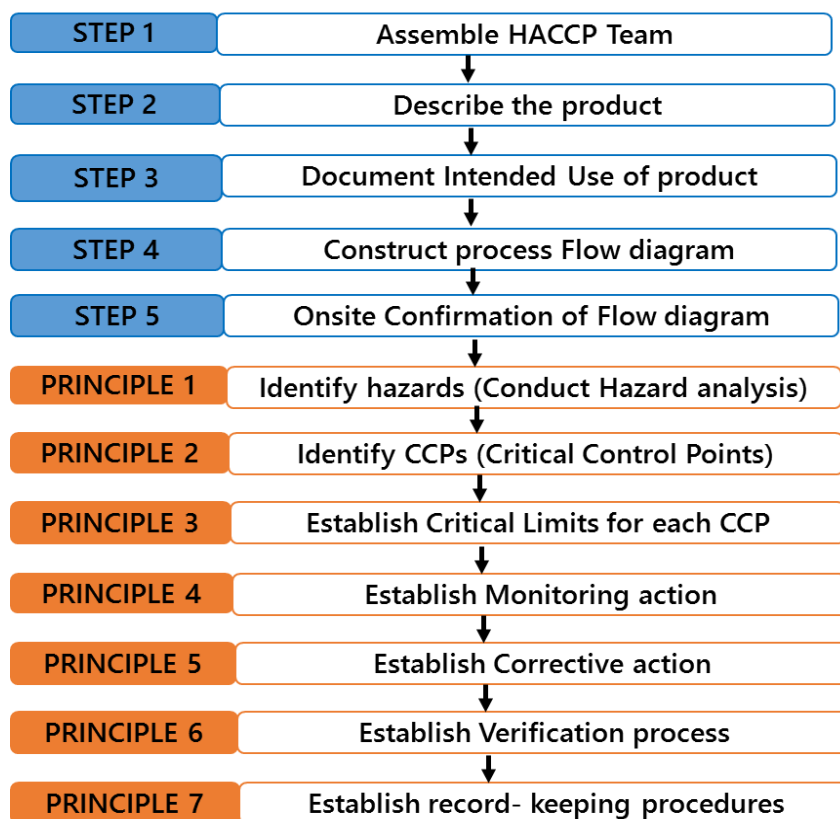 STEP 1 Assemble HACCP Team
STEP 2 Describe the product
STEP 3 Document Intended Use of product
STEP 4 Construct process Flow diagram
STEP 5 Onsite Confirmation of Flow diagram
PRINCIPLE 1 Identify hazards (Conduct Hazard analysis)
PRINCIPLE 2 Identify CCPs (Critical Control Points)
PRINCIPLE 3 Establish Critical Limits for each CCP
PRINCIPLE 4 Establish Monitoring action
PRINCIPLE 5 Establish Corrective action
PRINCIPLE 6 Establish Verification process
PRINCIPLE 7 Establish record- keeping procedures